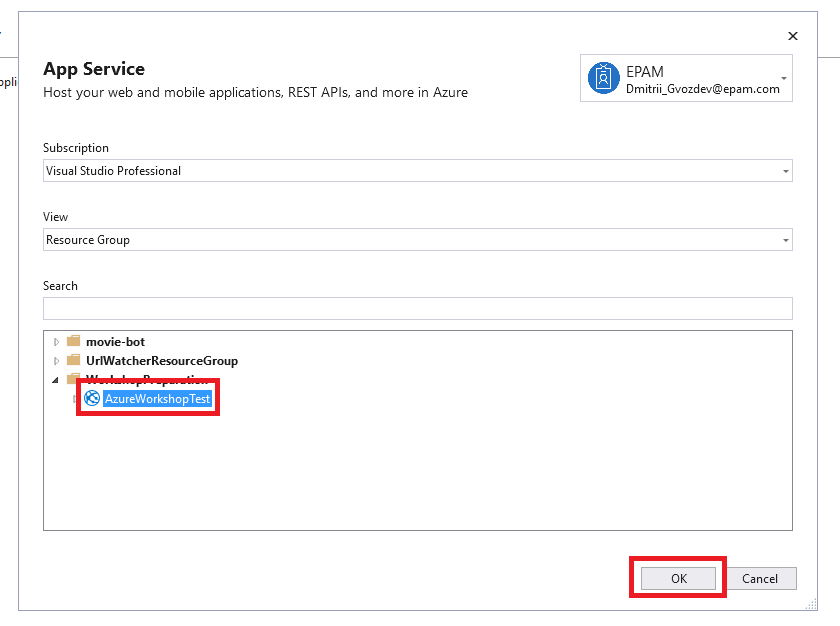 ppli
App Service
Host your web and mobile applications, REST APIs, and more in Azure
EPAM
Dmitrii_Gvozdev@epam.com
Subscription
Visual Studio Professional
View
Resource Group
Search
movie-bot
UrlWatcherResourceGroup
WorkshopPreparation
AzureWorkshopTest
OK
Cancel